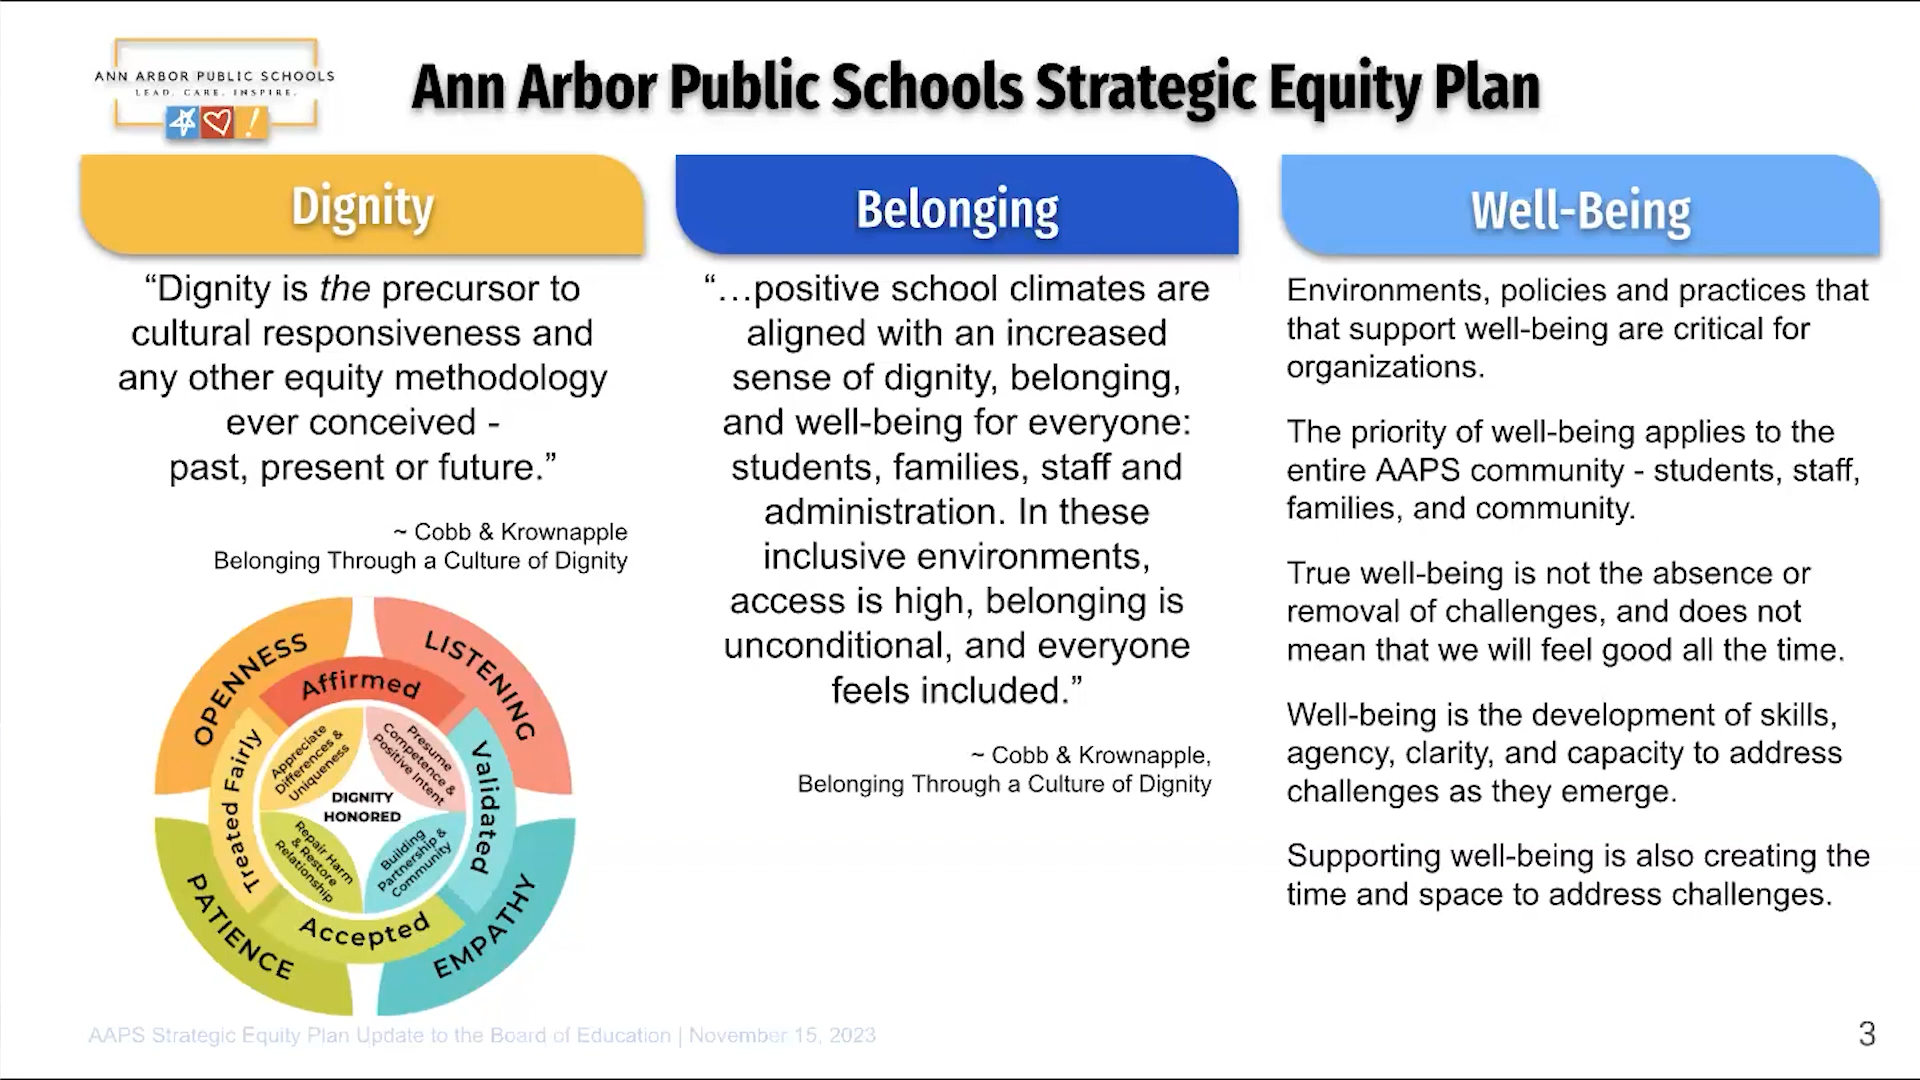 ANN ARBOR PUBLIC SCHOOLS
LEAD. CARE. INSPIRE.
Ann Arbor Public Schools Strategic Equity Plan
Dignity
“Dignity is the precursor to
cultural responsiveness and
any other equity methodology
ever conceived -
past, present or future.”
~ Cobb & Krownapple
Belonging Through a Culture of Dignity
OPENNESS
LISTENING
Affirmed
Treated Fairly
Validated
Appreciate
Differences &
Uniqueness
Presume
Competence &
Positive Intent
DIGNITY
HONORED
Repair Harm
& Restore
Relationship
Building
Partnership &
Community
Accepted
PATIENCE
EMPATHY
Belonging
“…positive school climates are
aligned with an increased
sense of dignity, belonging,
and well-being for everyone:
students, families, staff and
administration. In these
inclusive environments,
access is high, belonging is
unconditional, and everyone
feels included.”
~ Cobb & Krownapple,
Belonging Through a Culture of Dignity
Well-Being
Environments, policies and practices that
that support well-being are critical for
organizations.
The priority of well-being applies to the
entire AAPS community - students, staff,
families, and community.
True well-being is not the absence or
removal of challenges, and does not
mean that we will feel good all the time.
Well-being is the development of skills,
agency, clarity, and capacity to address
challenges as they emerge.
Supporting well-being is also creating the
time and space to address challenges.
AAPS Strategic Equity Plan Update to the Board of Education | November 15, 2023
3